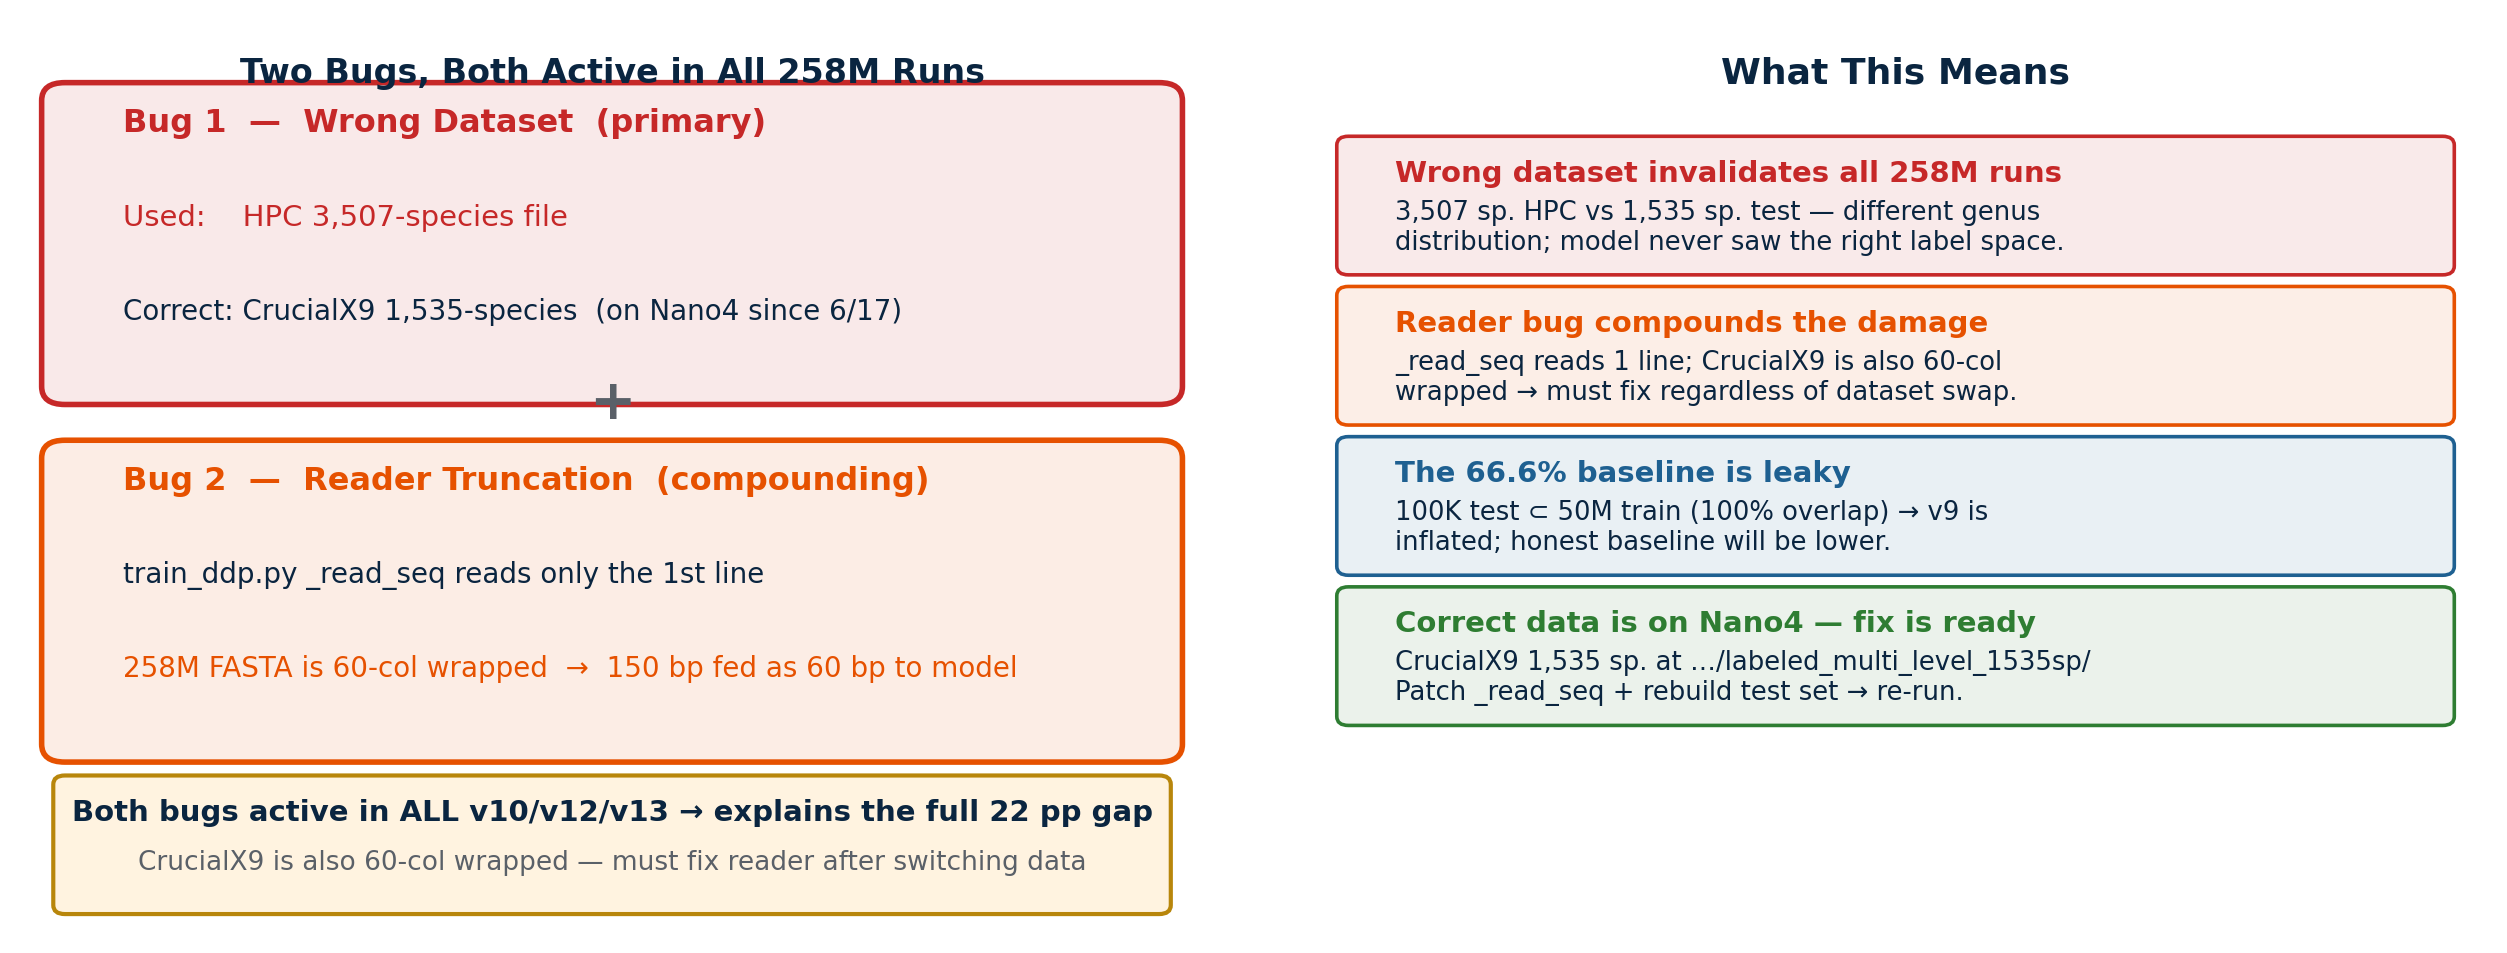 Two Bugs, Both Active in All 258M Runs
Bug 1 — Wrong Dataset (primary)
Used: HPC 3,507-species file
Correct: CrucialX9 1,535-species (on Nano4 since 6/17)
+
Bug 2 — Reader Truncation (compounding)
train_ddp.py _read_seq reads only the 1st line
258M FASTA is 60-col wrapped → 150 bp fed as 60 bp to model
Both bugs active in ALL v10/v12/v13 → explains the full 22 pp gap
CrucialX9 is also 60-col wrapped — must fix reader after switching data
What This Means
Wrong dataset invalidates all 258M runs
3,507 sp. HPC vs 1,535 sp. test — different genus
distribution; model never saw the right label space.
Reader bug compounds the damage
_read_seq reads 1 line; CrucialX9 is also 60-col
wrapped → must fix regardless of dataset swap.
The 66.6% baseline is leaky
100K test ⊂ 50M train (100% overlap) → v9 is
inflated; honest baseline will be lower.
Correct data is on Nano4 — fix is ready
CrucialX9 1,535 sp. at …/labeled_multi_level_1535sp/
Patch _read_seq + rebuild test set → re-run.